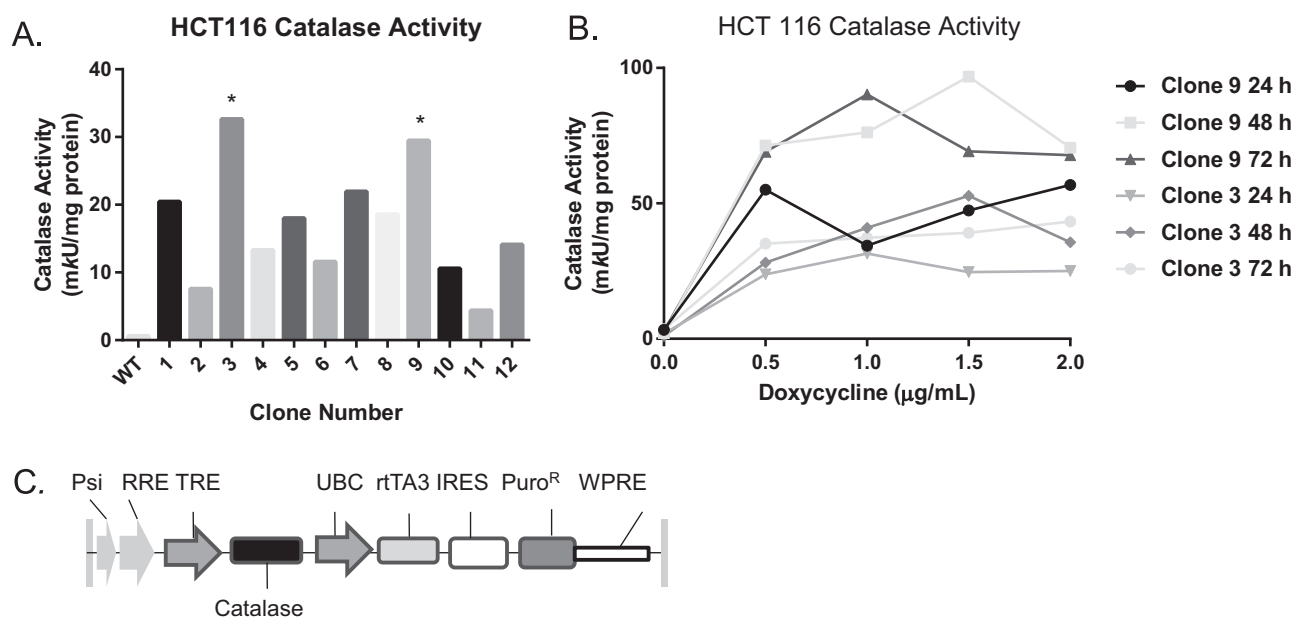 A.
HCT116 Catalase Activity
Catalase Activity
(mkU/mg protein)
40
30
20
10
0
*
*
WT 1 2 3 4 5 6 7 8 9 10 11 12
Clone Number
B.
HCT 116 Catalase Activity
Catalase Activity
(mkU/mg protein)
100
50
0
0.0 0.5 1.0 1.5 2.0
Doxycycline (μg/mL)
Clone 9 24 h
Clone 9 48 h
Clone 9 72 h
Clone 3 24 h
Clone 3 48 h
Clone 3 72 h
C.
Psi RRE TRE UBC rtTA3 IRES Puroᴿ WPRE
Catalase